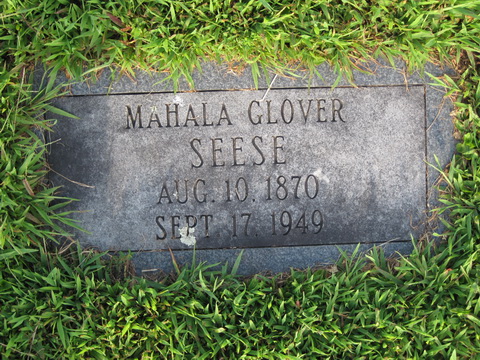 MAHALA GLOVER
SEESE
AUG. 10, 1870
SEPT. 17, 1949